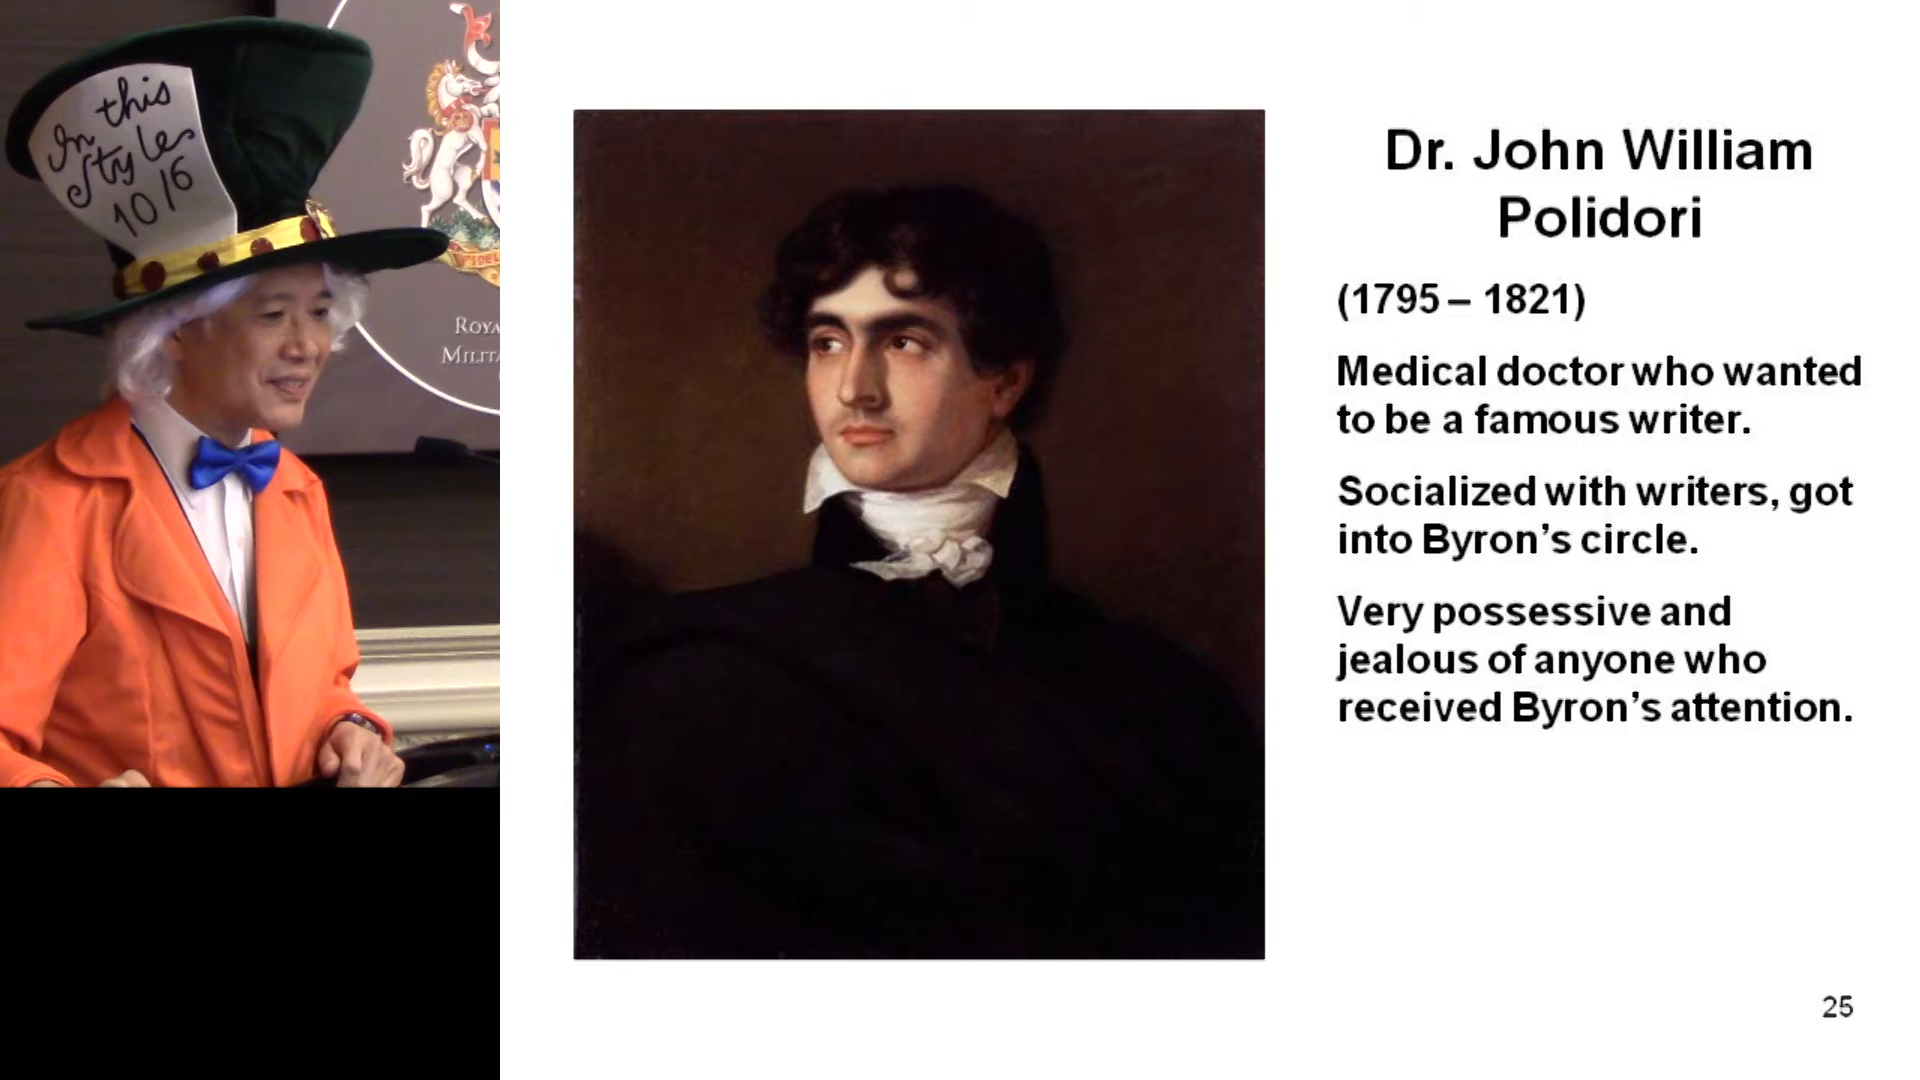 In this
Style
10/6
FIDEL
ROYA
MILITA
Dr. John William
Polidori
(1795 – 1821)
Medical doctor who wanted
to be a famous writer.
Socialized with writers, got
into Byron’s circle.
Very possessive and
jealous of anyone who
received Byron’s attention.
25